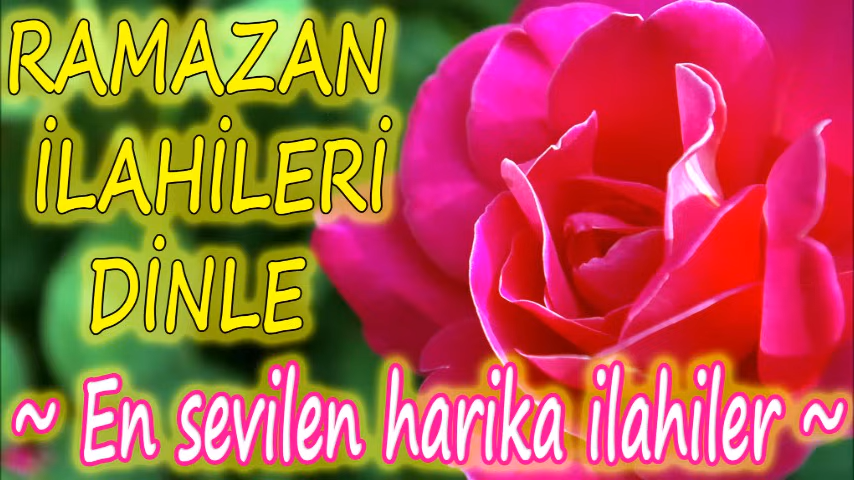 RAMAZAN
İLAHİLERİ
DİNLE
~ En sevilen harika ilahiler ~